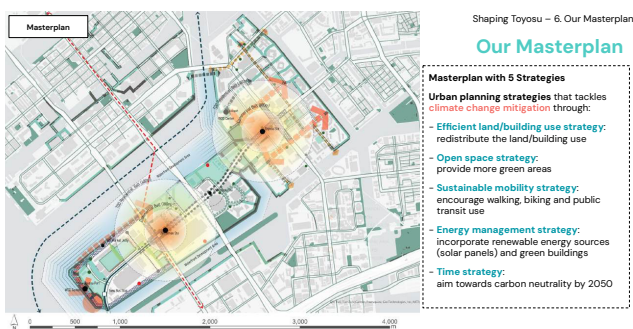 Masterplan
Shaping Toyosu – 6. Our Masterplan
Our Masterplan
Masterplan with 5 Strategies
Urban planning strategies that tackles
climate change mitigation through:
- Efficient land/building use strategy:
redistribute the land/building use
- Open space strategy:
provide more green areas
- Sustainable mobility strategy:
encourage walking, biking and public
transit use
- Energy management strategy:
incorporate renewable energy sources
(solar panels) and green buildings
- Time strategy:
aim towards carbon neutrality by 2050
0 500 1,000 2,000 3,000 4,000
m